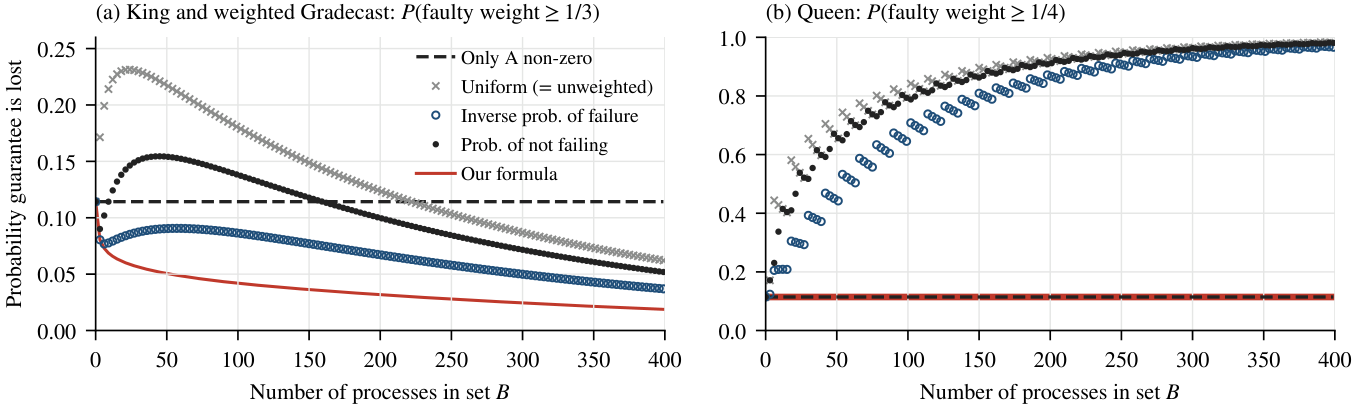 (a) King and weighted Gradecast: P(faulty weight ≥ 1/3)
Probability guarantee is lost
0.25
0.20
0.15
0.10
0.05
0.00
Only A non-zero
Uniform (= unweighted)
Inverse prob. of failure
Prob. of not failing
Our formula
0 50 100 150 200 250 300 350 400
Number of processes in set B
(b) Queen: P(faulty weight ≥ 1/4)
1.0
0.8
0.6
0.4
0.2
0.0
0 50 100 150 200 250 300 350 400
Number of processes in set B